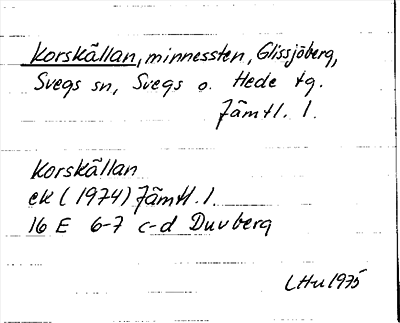 Korskällan, minnessten, Glissjöberg,
Svegs sn, Svegs o. Hede tg.
Jämtl. l.
Korskällan
ek (1974) Jämtl. l.
16 E 6-7 c-d Duvberg
LHu 1975